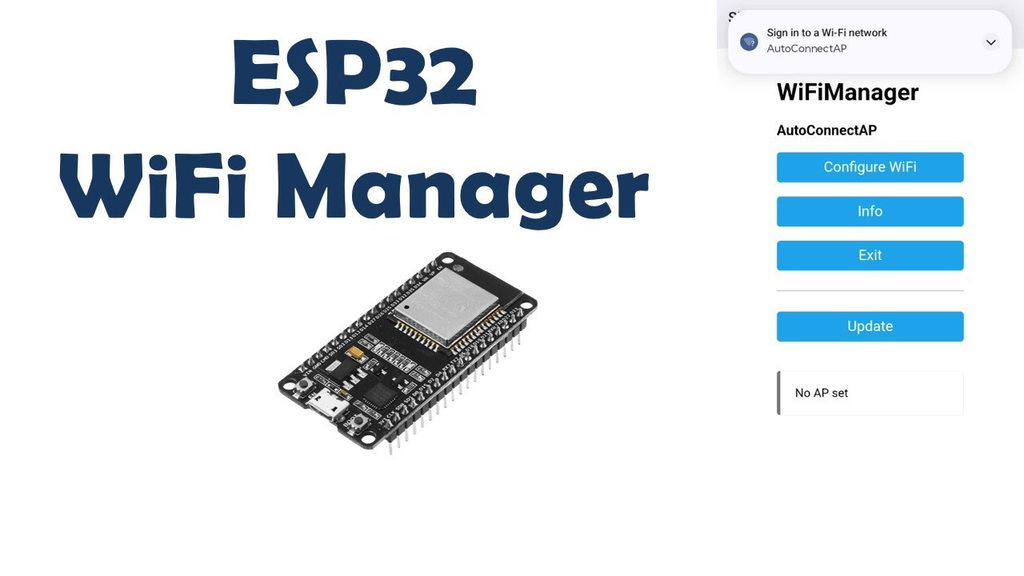 ESP32
WiFi Manager
Sign in to a Wi-Fi network
AutoConnectAP
WiFiManager
AutoConnectAP
Configure WiFi
Info
Exit
Update
No AP set